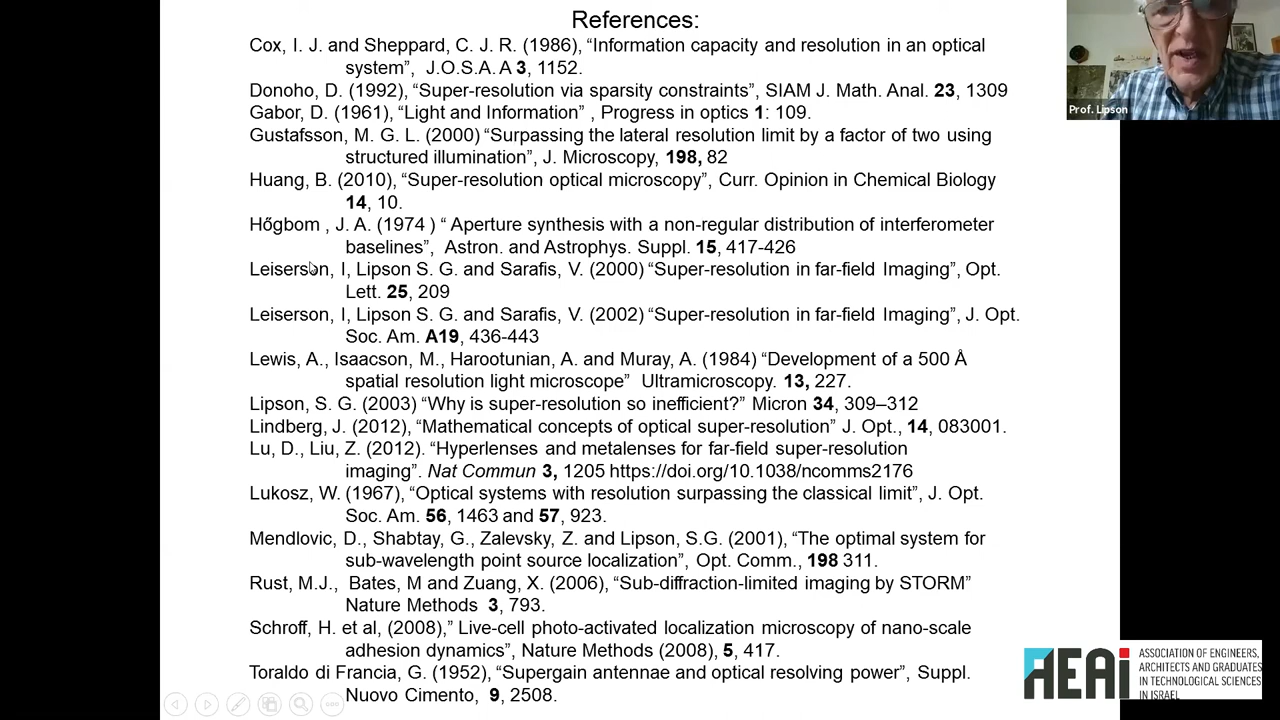 References:
Cox, I. J. and Sheppard, C. J. R. (1986), “Information capacity and resolution in an optical
system”, J.O.S.A. A 3, 1152.
Donoho, D. (1992), “Super-resolution via sparsity constraints”, SIAM J. Math. Anal. 23, 1309
Gabor, D. (1961), “Light and Information” , Progress in optics 1: 109.
Gustafsson, M. G. L. (2000) “Surpassing the lateral resolution limit by a factor of two using
structured illumination”, J. Microscopy, 198, 82
Huang, B. (2010), “Super-resolution optical microscopy”, Curr. Opinion in Chemical Biology
14, 10.
Hőgbom , J. A. (1974 ) “ Aperture synthesis with a non-regular distribution of interferometer
baselines”, Astron. and Astrophys. Suppl. 15, 417-426
Leiserson, I, Lipson S. G. and Sarafis, V. (2000) “Super-resolution in far-field Imaging”, Opt.
Lett. 25, 209
Leiserson, I, Lipson S. G. and Sarafis, V. (2002) “Super-resolution in far-field Imaging”, J. Opt.
Soc. Am. A19, 436-443
Lewis, A., Isaacson, M., Harootunian, A. and Muray, A. (1984) “Development of a 500 Å
spatial resolution light microscope” Ultramicroscopy. 13, 227.
Lipson, S. G. (2003) “Why is super-resolution so inefficient?” Micron 34, 309–312
Lindberg, J. (2012), “Mathematical concepts of optical super-resolution” J. Opt., 14, 083001.
Lu, D., Liu, Z. (2012). “Hyperlenses and metalenses for far-field super-resolution
imaging”. Nat Commun 3, 1205 https://doi.org/10.1038/ncomms2176
Lukosz, W. (1967), “Optical systems with resolution surpassing the classical limit”, J. Opt.
Soc. Am. 56, 1463 and 57, 923.
Mendlovic, D., Shabtay, G., Zalevsky, Z. and Lipson, S.G. (2001), “The optimal system for
sub-wavelength point source localization”, Opt. Comm., 198 311.
Rust, M.J., Bates, M and Zuang, X. (2006), “Sub-diffraction-limited imaging by STORM”
Nature Methods 3, 793.
Schroff, H. et al, (2008),” Live-cell photo-activated localization microscopy of nano-scale
adhesion dynamics”, Nature Methods (2008), 5, 417.
Toraldo di Francia, G. (1952), “Supergain antennae and optical resolving power”, Suppl.
Nuovo Cimento, 9, 2508.
Prof. Lipson
AEAi
ASSOCIATION OF ENGINEERS,
ARCHITECTS AND GRADUATES
IN TECHNOLOGICAL SCIENCES
IN ISRAEL